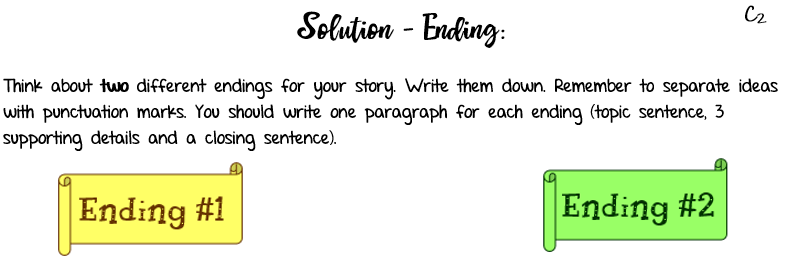 Solution - Ending:
C2
Think about two different endings for your story. Write them down. Remember to separate ideas
with punctuation marks. You should write one paragraph for each ending (topic sentence, 3
supporting details and a closing sentence).
Ending #1
Ending #2